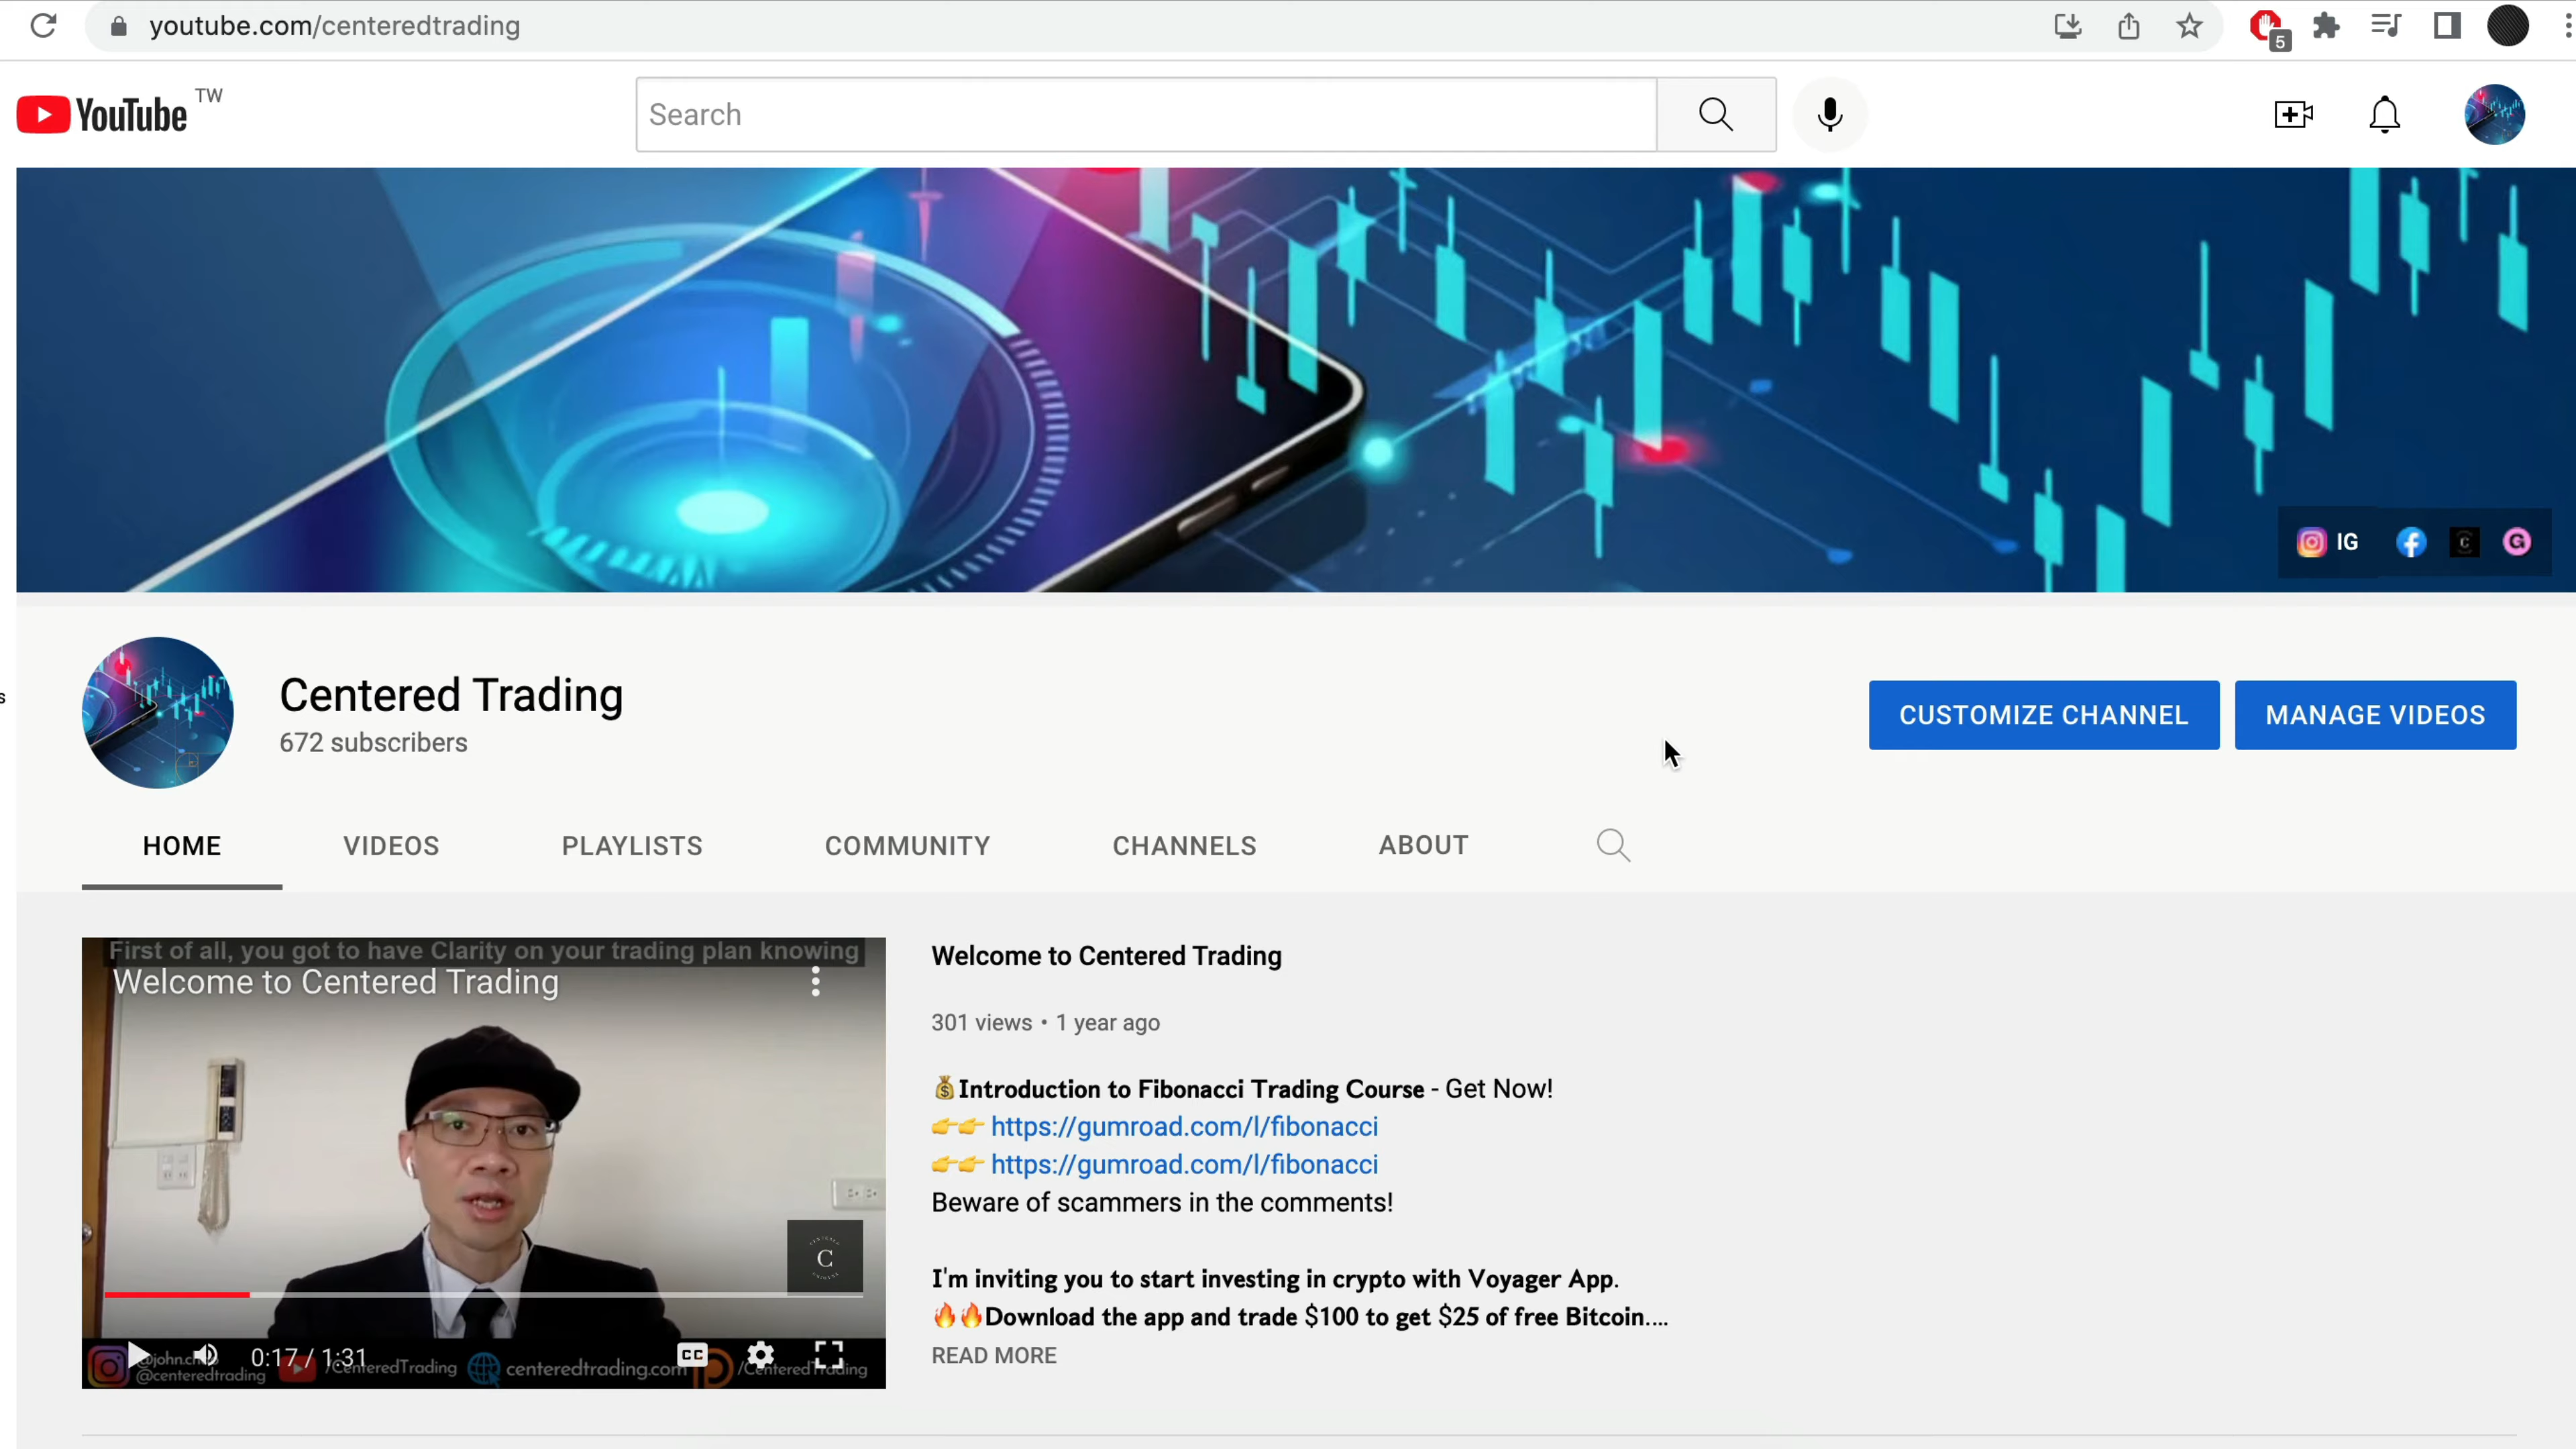 youtube.com/centeredtrading
5
YouTube TW
Search
IG
Centered Trading
672 subscribers
CUSTOMIZE CHANNEL
MANAGE VIDEOS
HOME
VIDEOS
PLAYLISTS
COMMUNITY
CHANNELS
ABOUT
First of all, you got to have Clarity on your trading plan knowing
Welcome to Centered Trading
C
0:17 / 1:31
CC
@centeredtrading
/CenteredTrading
centeredtrading.com
/CenteredTrading
Welcome to Centered Trading
301 views • 1 year ago
💰Introduction to Fibonacci Trading Course - Get Now!
👉👉 https://gumroad.com/l/fibonacci
👉👉 https://gumroad.com/l/fibonacci
Beware of scammers in the comments!
I'm inviting you to start investing in crypto with Voyager App.
🔥🔥Download the app and trade $100 to get $25 of free Bitcoin....
READ MORE